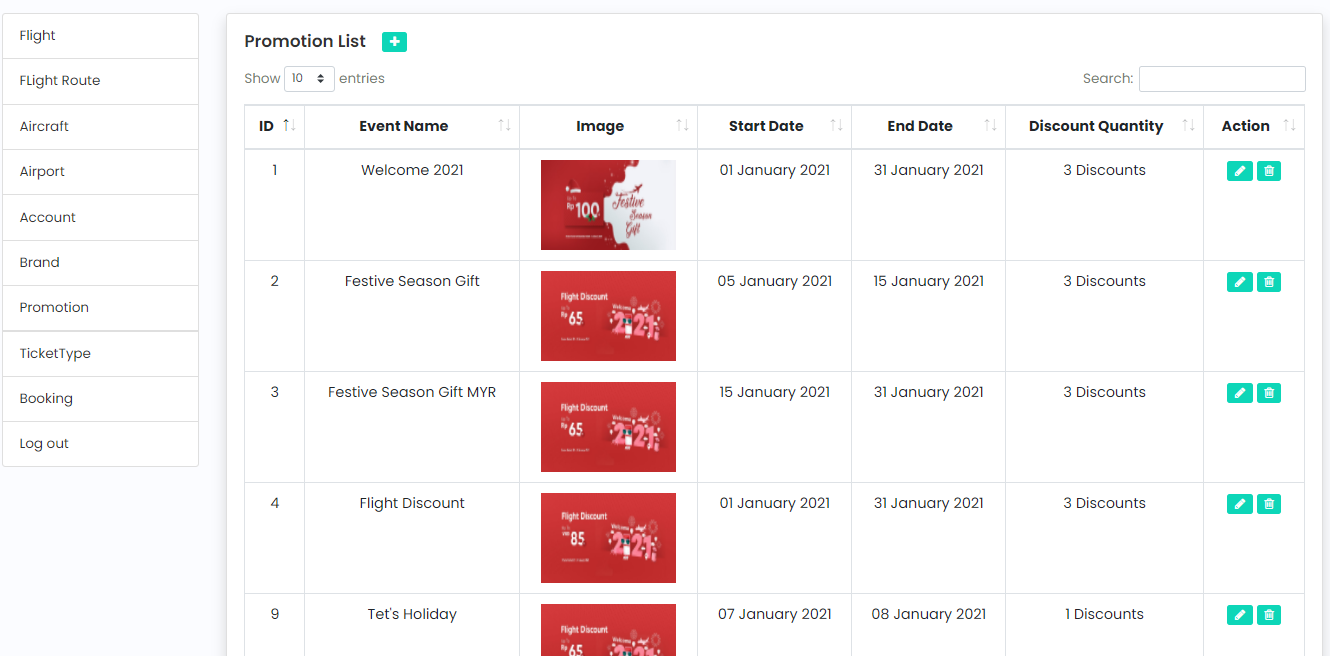 Flight
FLight Route
Aircraft
Airport
Account
Brand
Promotion
TicketType
Booking
Log out
Promotion List
Show 10 entries
Search:
ID Event Name Image Start Date End Date Discount Quantity Action
1 Welcome 2021 01 January 2021 31 January 2021 3 Discounts
Rp 100
Festive
Season
Gift
2 Festive Season Gift 05 January 2021 15 January 2021 3 Discounts
Flight Discount
Rp 65
Welcome
2021
3 Festive Season Gift MYR 15 January 2021 31 January 2021 3 Discounts
Flight Discount
Rp 65
Welcome
2021
4 Flight Discount 01 January 2021 31 January 2021 3 Discounts
Flight Discount
85
Welcome
2021
9 Tet's Holiday 07 January 2021 08 January 2021 1 Discounts
Flight Discount
65